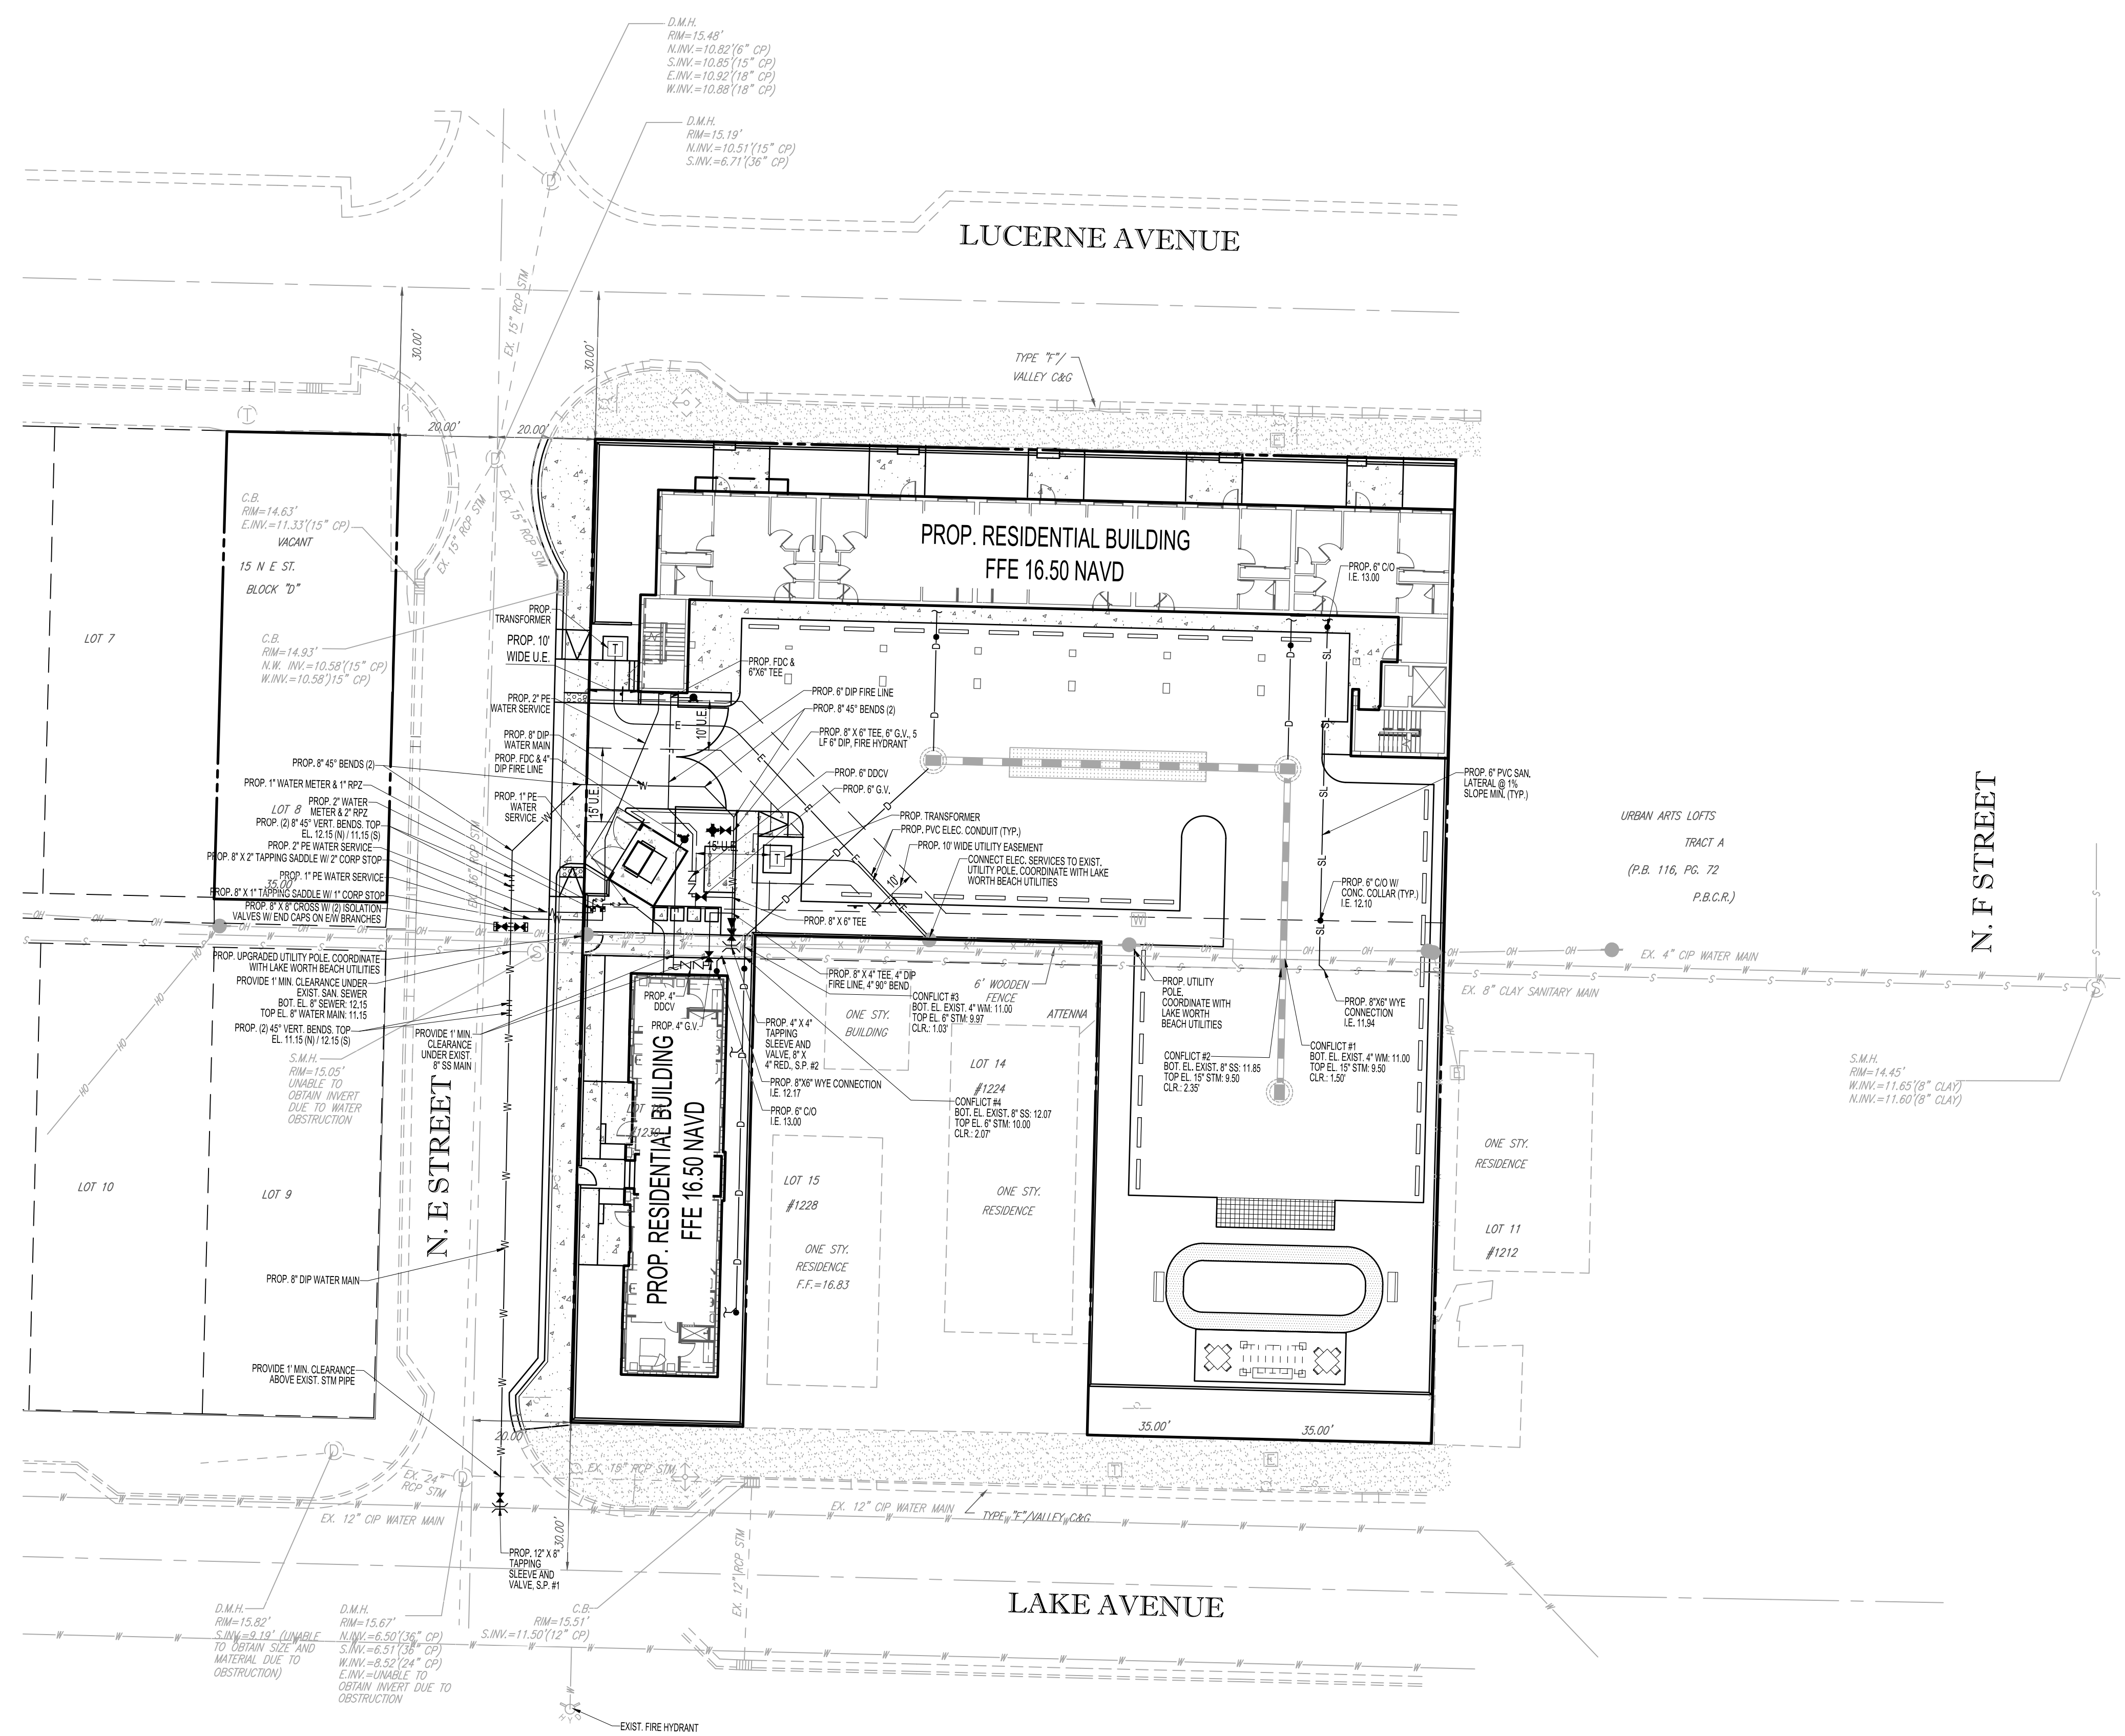 D.M.H.
RIM=15.48'
N.INV.=10.82'(6" CP)
S.INV.=10.85'(15" CP)
E.INV.=10.92'(18" CP)
W.INV.=10.88'(18" CP)
D.M.H.
RIM=15.19'
N.INV.=10.51'(15" CP)
S.INV.=6.71'(36" CP)
LUCERNE AVENUE
EX. 15" RCP STM
30.00'
30.00'
TYPE "F"/
VALLEY C&G
20.00'
20.00'
C.B.
RIM=14.63'
E.INV.=11.33'(15" CP)
VACANT
15 N E ST.
BLOCK "D"
EX. 15" RCP STM
EX. 15" RCP STM
LOT 7
C.B.
RIM=14.93'
N.W. INV.=10.58'(15" CP)
W.INV.=10.58')15" CP)
PROP. RESIDENTIAL BUILDING
FFE 16.50 NAVD
PROP. 6" C/O
I.E. 13.00
PROP.
TRANSFORMER
PROP. 10'
WIDE U.E.
PROP. FDC &
6"X6" TEE
PROP. 2" PE
WATER SERVICE
PROP. 6" DIP FIRE LINE
PROP. 8" 45° BENDS (2)
10' U.E.
PROP. 8" DIP
WATER MAIN
PROP. 8" X 6" TEE, 6" G.V., 5
LF 6" DIP, FIRE HYDRANT
PROP. FDC & 4"
DIP FIRE LINE
PROP. 8" 45° BENDS (2)
PROP. 6" DDCV
PROP. 6" G.V.
PROP. 1" WATER METER & 1" RPZ
PROP. 1" PE
WATER
SERVICE
15' U.E.
LOT 8
PROP. 2" WATER
METER & 2" RPZ
PROP. TRANSFORMER
PROP. (2) 8" 45° VERT. BENDS. TOP
EL. 12.15 (N) / 11.15 (S)
PROP. PVC ELEC. CONDUIT (TYP.)
PROP. 2" PE WATER SERVICE
15' U.E.
PROP. 10' WIDE UTILITY EASEMENT
PROP. 8" X 2" TAPPING SADDLE W/ 2" CORP STOP
CONNECT ELEC. SERVICES TO EXIST.
UTILITY POLE, COORDINATE WITH LAKE
WORTH BEACH UTILITIES
10'
PROP. 1" PE WATER SERVICE
35.00'
PROP. 8" X 1" TAPPING SADDLE W/ 1" CORP STOP
PROP. 8" X 8" CROSS W/ (2) ISOLATION
VALVES W/ END CAPS ON E/W BRANCHES
EX. 36" RCP STM
PROP. 8" X 6" TEE
PROP. 6" PVC SAN.
LATERAL @ 1%
SLOPE MIN. (TYP.)
PROP. 6" C/O W/
CONC. COLLAR (TYP.)
I.E. 12.10
URBAN ARTS LOFTS
TRACT A
(P.B. 116, PG. 72
P.B.C.R.)
N. F STREET
EX. 4" CIP WATER MAIN
EX. 8" CLAY SANITARY MAIN
PROP. UPGRADED UTILITY POLE, COORDINATE
WITH LAKE WORTH BEACH UTILITIES
PROVIDE 1' MIN. CLEARANCE UNDER
EXIST. SAN. SEWER
BOT. EL. 8" SEWER: 12.15
TOP EL. 8" WATER MAIN: 11.15
PROP. (2) 45° VERT. BENDS. TOP
EL. 11.15 (N) / 12.15 (S)
S.M.H.
RIM=15.05'
UNABLE TO
OBTAIN INVERT
DUE TO WATER
OBSTRUCTION
PROVIDE 1' MIN.
CLEARANCE
UNDER EXIST.
8" SS MAIN
PROP. 4"
DDCV
PROP. 4" G.V.
PROP. 8" X 4" TEE, 4" DIP
FIRE LINE, 4" 90° BEND
CONFLICT #3
BOT. EL. EXIST. 4" WM: 11.00
TOP EL. 6" STM: 9.97
CLR.: 1.03'
6' WOODEN
FENCE
ATTENNA
ONE STY.
BUILDING
PROP. 4" X 4"
TAPPING
SLEEVE AND
VALVE, 8" X
4" RED., S.P. #2
PROP. 8"X6" WYE CONNECTION
I.E. 12.17
PROP. 6" C/O
I.E. 13.00
LOT 14
#1224
CONFLICT #4
BOT. EL. EXIST. 8" SS: 12.07
TOP EL. 6" STM: 10.00
CLR.: 2.07'
PROP. UTILITY
POLE,
COORDINATE WITH
LAKE WORTH
BEACH UTILITIES
CONFLICT #2
BOT. EL. EXIST. 8" SS: 11.85
TOP EL. 15" STM: 9.50
CLR.: 2.35'
CONFLICT #1
BOT. EL. EXIST. 4" WM: 11.00
TOP EL. 15" STM: 9.50
CLR.: 1.50'
PROP. 8"X6" WYE
CONNECTION
I.E. 11.94
S.M.H.
RIM=14.45'
W.INV.=11.65'(8" CLAY)
N.INV.=11.60'(8" CLAY)
#1230
PROP. RESIDENTIAL BUILDING
FFE 16.50 NAVD
N. E STREET
LOT 10
LOT 9
LOT 15
#1228
ONE STY.
RESIDENCE
F.F.=16.83
ONE STY.
RESIDENCE
ONE STY.
RESIDENCE
LOT 11
#1212
PROP. 8" DIP WATER MAIN
PROVIDE 1' MIN. CLEARANCE
ABOVE EXIST. STM PIPE
20.00'
35.00'
35.00'
EX. 24"
RCP STM
EX. 15" RCP STM
EX. 12" CIP WATER MAIN
EX. 12" CIP WATER MAIN
TYPE "F"/VALLEY C&G
30.00'
PROP. 12" X 8"
TAPPING
SLEEVE AND
VALVE, S.P. #1
EX. 12" RCP STM
LAKE AVENUE
D.M.H.
RIM=15.82'
S.INV.=9.19' (UNABLE
TO OBTAIN SIZE AND
MATERIAL DUE TO
OBSTRUCTION)
D.M.H.
RIM=15.67'
N.INV.=6.50'(36" CP)
S.INV.=6.51'(36" CP)
W.INV.=8.52'(24" CP)
E.INV.=UNABLE TO
OBTAIN INVERT DUE TO
OBSTRUCTION
C.B.
RIM=15.51'
S.INV.=11.50'(12" CP)
HYD
EXIST. FIRE HYDRANT